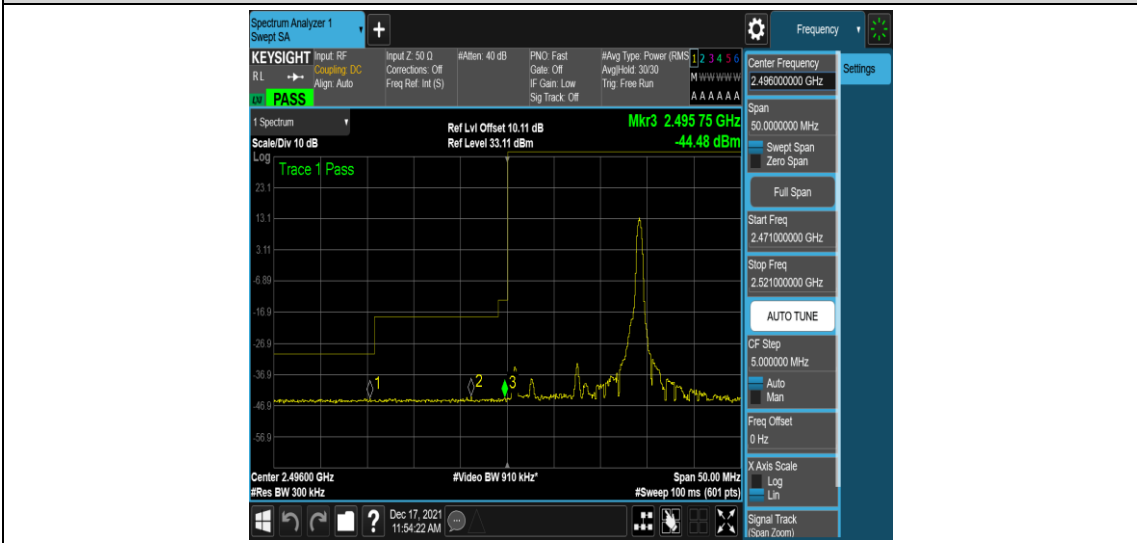 Spectrum Analyzer 1
Swept SA
+
Frequency
KEYSIGHT
RL
LXI
PASS
Input: RF
Coupling: DC
Align: Auto
Input Z: 50 Ω
Corrections: Off
Freq Ref: Int (S)
#Atten: 40 dB
PNO: Fast
Gate: Off
IF Gain: Low
Sig Track: Off
#Avg Type: Power (RMS
Avg|Hold: 30/30
Trig: Free Run
1 2 3 4 5 6
M W W W W W
A A A A A A
1 Spectrum
Scale/Div 10 dB
Ref Lvl Offset 10.11 dB
Ref Level 33.11 dBm
Mkr3 2.495 75 GHz
-44.48 dBm
Log
Trace 1 Pass
23.1
13.1
3.11
-6.89
-16.9
-26.9
-36.9
-46.9
-56.9
1
2
3
Center 2.49600 GHz
#Res BW 300 kHz
#Video BW 910 kHz*
Span 50.00 MHz
#Sweep 100 ms (601 pts)
Center Frequency
2.496000000 GHz
Settings
Span
50.0000000 MHz
Swept Span
Zero Span
Full Span
Start Freq
2.471000000 GHz
Stop Freq
2.521000000 GHz
AUTO TUNE
CF Step
5.000000 MHz
Auto
Man
Freq Offset
0 Hz
X Axis Scale
Log
Lin
Signal Track
(Span Zoom)
?
Dec 17, 2021
11:54:22 AM